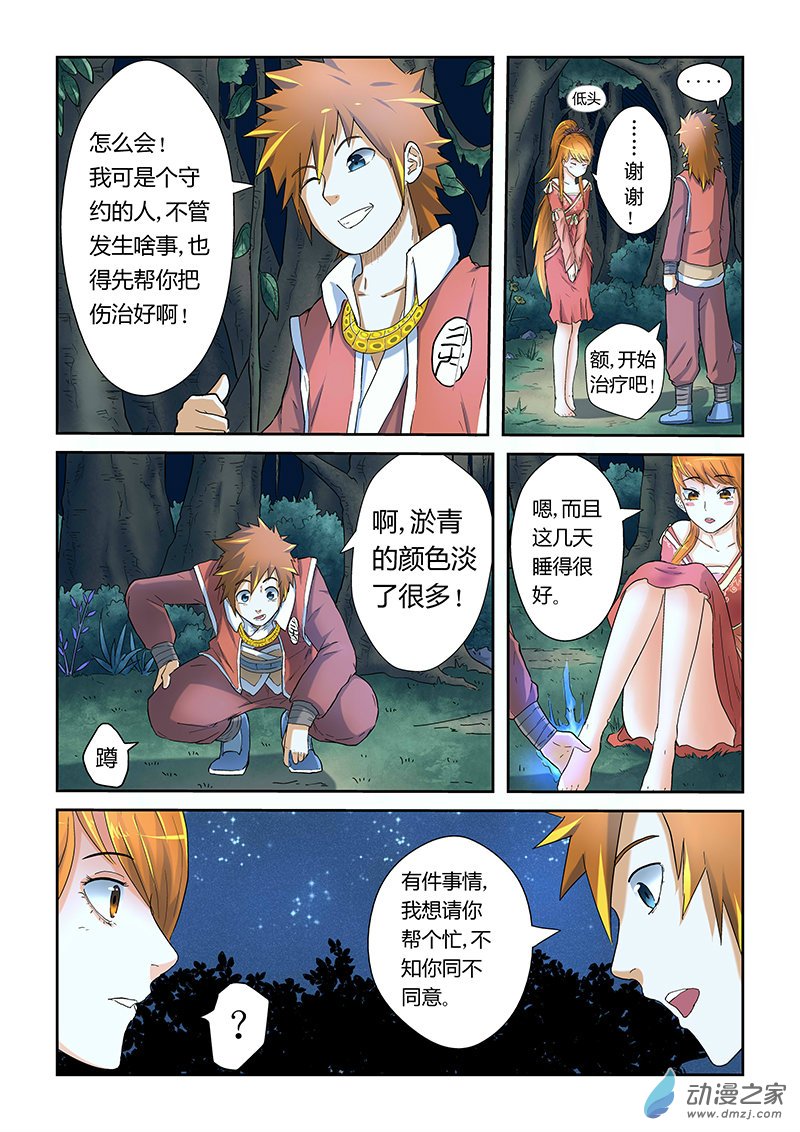 怎么会！
我可是个守
约的人，不管
发生啥事，也
得先帮你把
伤治好啊！
····
低头
……谢谢！
额，开始
治疗吧！
啊，淤青
的颜色淡
了很多！
蹲
嗯，而且
这几天
睡得很
好。
有件事情，
我想请你
帮个忙，不
知你同不
同意。
？
动漫之家
www.dmzj.com